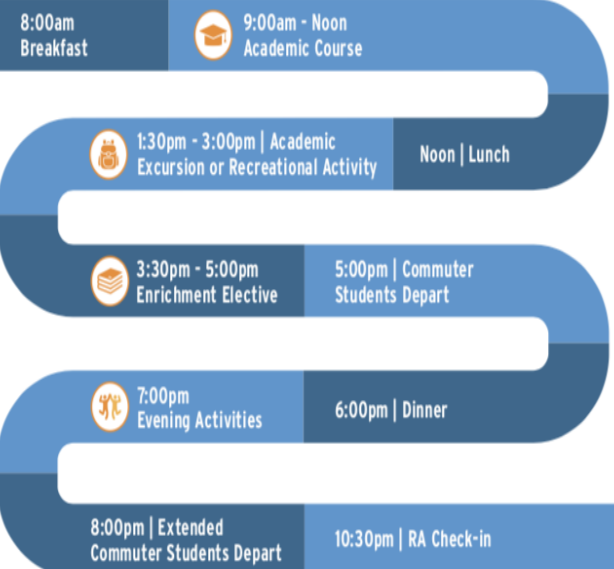 8:00am
Breakfast
9:00am - Noon
Academic Course
Noon | Lunch
1:30pm - 3:00pm | Academic
Excursion or Recreational Activity
3:30pm - 5:00pm
Enrichment Elective
5:00pm | Commuter
Students Depart
6:00pm | Dinner
7:00pm
Evening Activities
8:00pm | Extended
Commuter Students Depart
10:30pm | RA Check-in